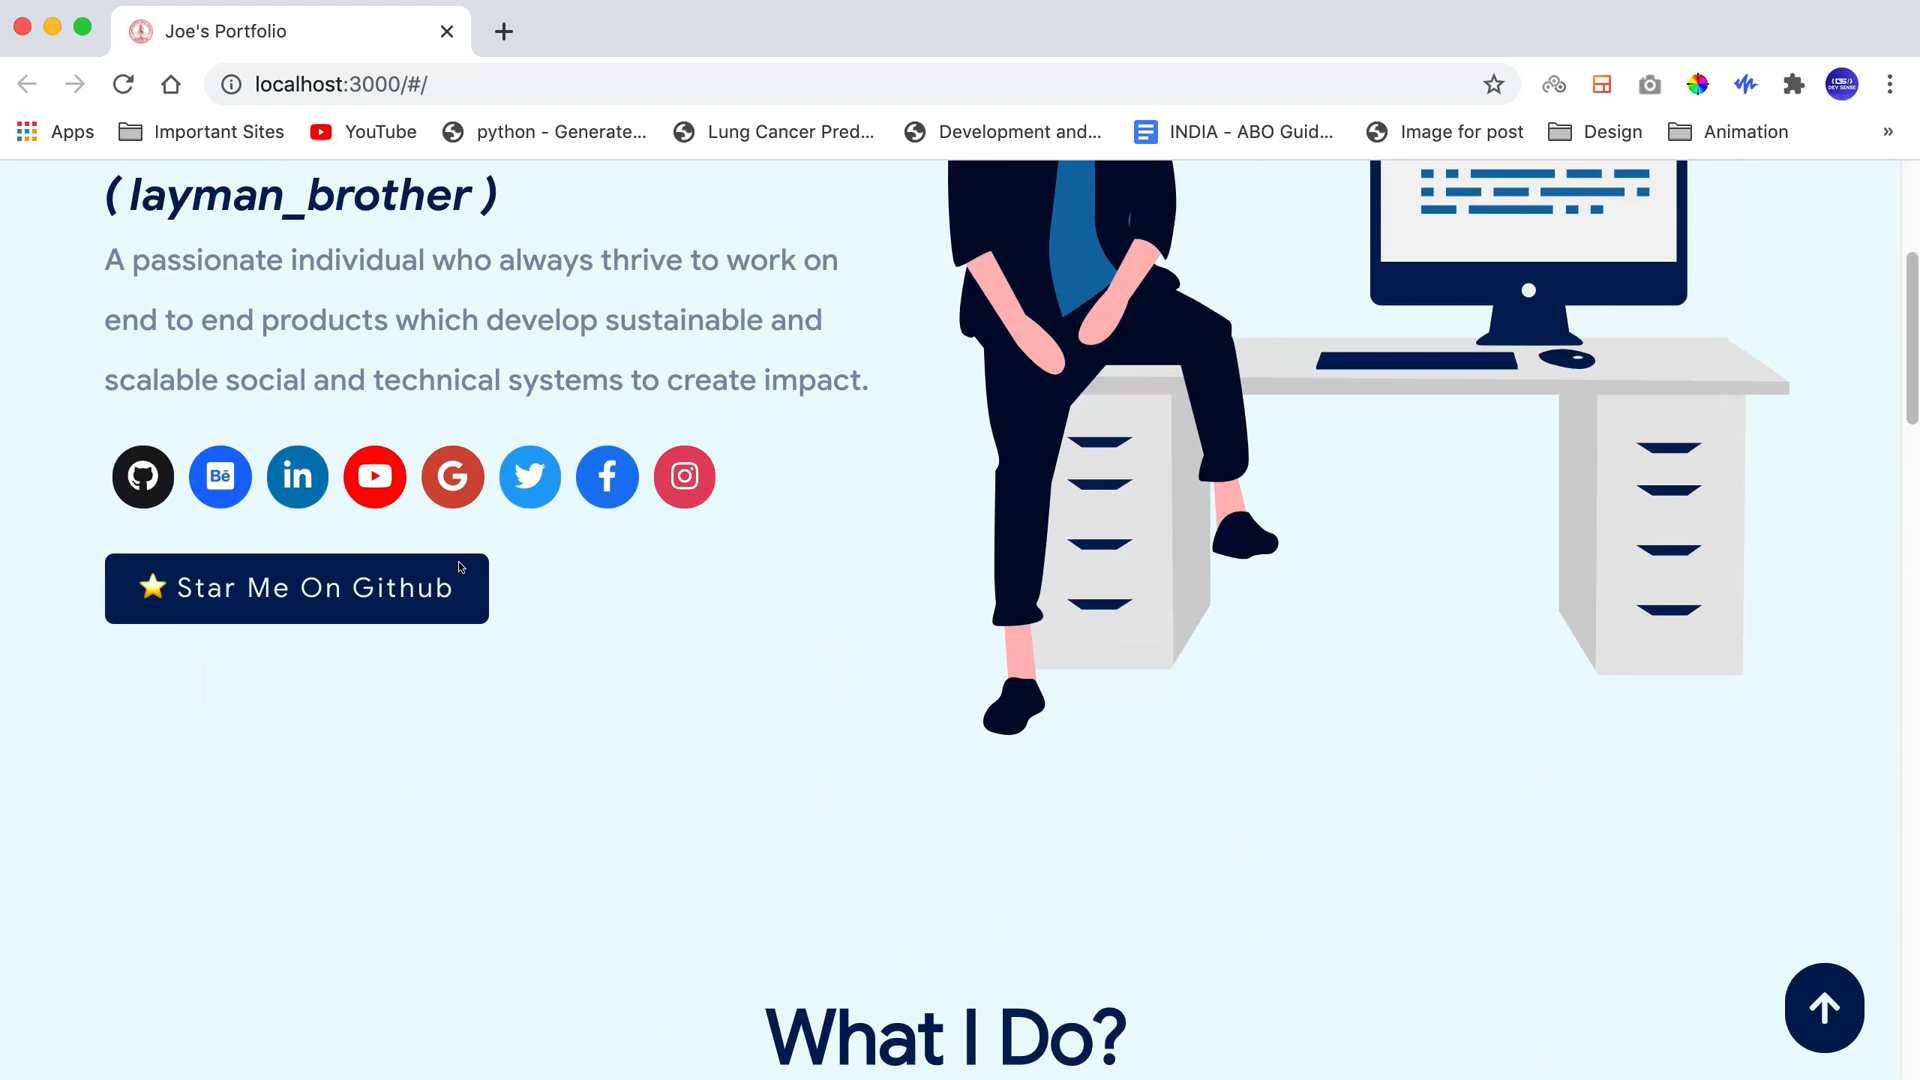 Joe's Portfolio
localhost:3000/#/
Apps Important Sites YouTube python - Generate... Lung Cancer Pred... Development and... INDIA - ABO Guid... Image for post Design Animation »
( layman_brother )
A passionate individual who always thrive to work on
end to end products which develop sustainable and
scalable social and technical systems to create impact.
Bē in G f
⭐ Star Me On Github
What I Do?